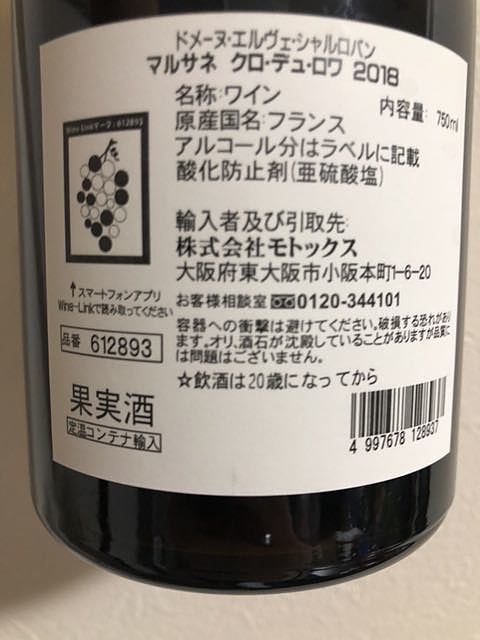 ドメーヌ・エルヴェ・シャルロパン
マルサネ クロ・デュ・ロワ 2018
名称:ワイン
内容量: 750ml
原産国名:フランス
アルコール分はラベルに記載
酸化防止剤(亜硫酸塩)
Wine-Linkマーク:612893
輸入者及び引取先:
株式会社モトックス
大阪府東大阪市小阪本町1-6-20
お客様相談室 0120-344101
↑スマートフォンアプリ
Wine-Linkで読み取ってください
容器への衝撃は避けてください。破損する恐れがあり
ます。オリ、酒石が沈殿していることがありますが品質に
は問題はございません。
品番 612893
☆飲酒は20歳になってから
果実酒
定温コンテナ輸入
4 997678 128937